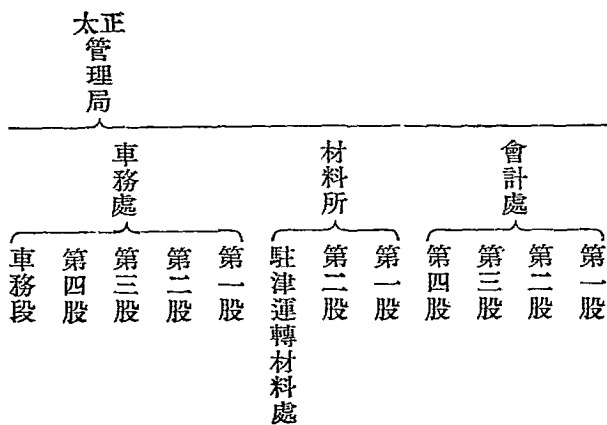 正太管理局
會計處
第一股
第二股
第三股
第四股
材料所
第一股
第二股
駐津運轉材料處
車務處
第一股
第二股
第三股
第四股
車務段